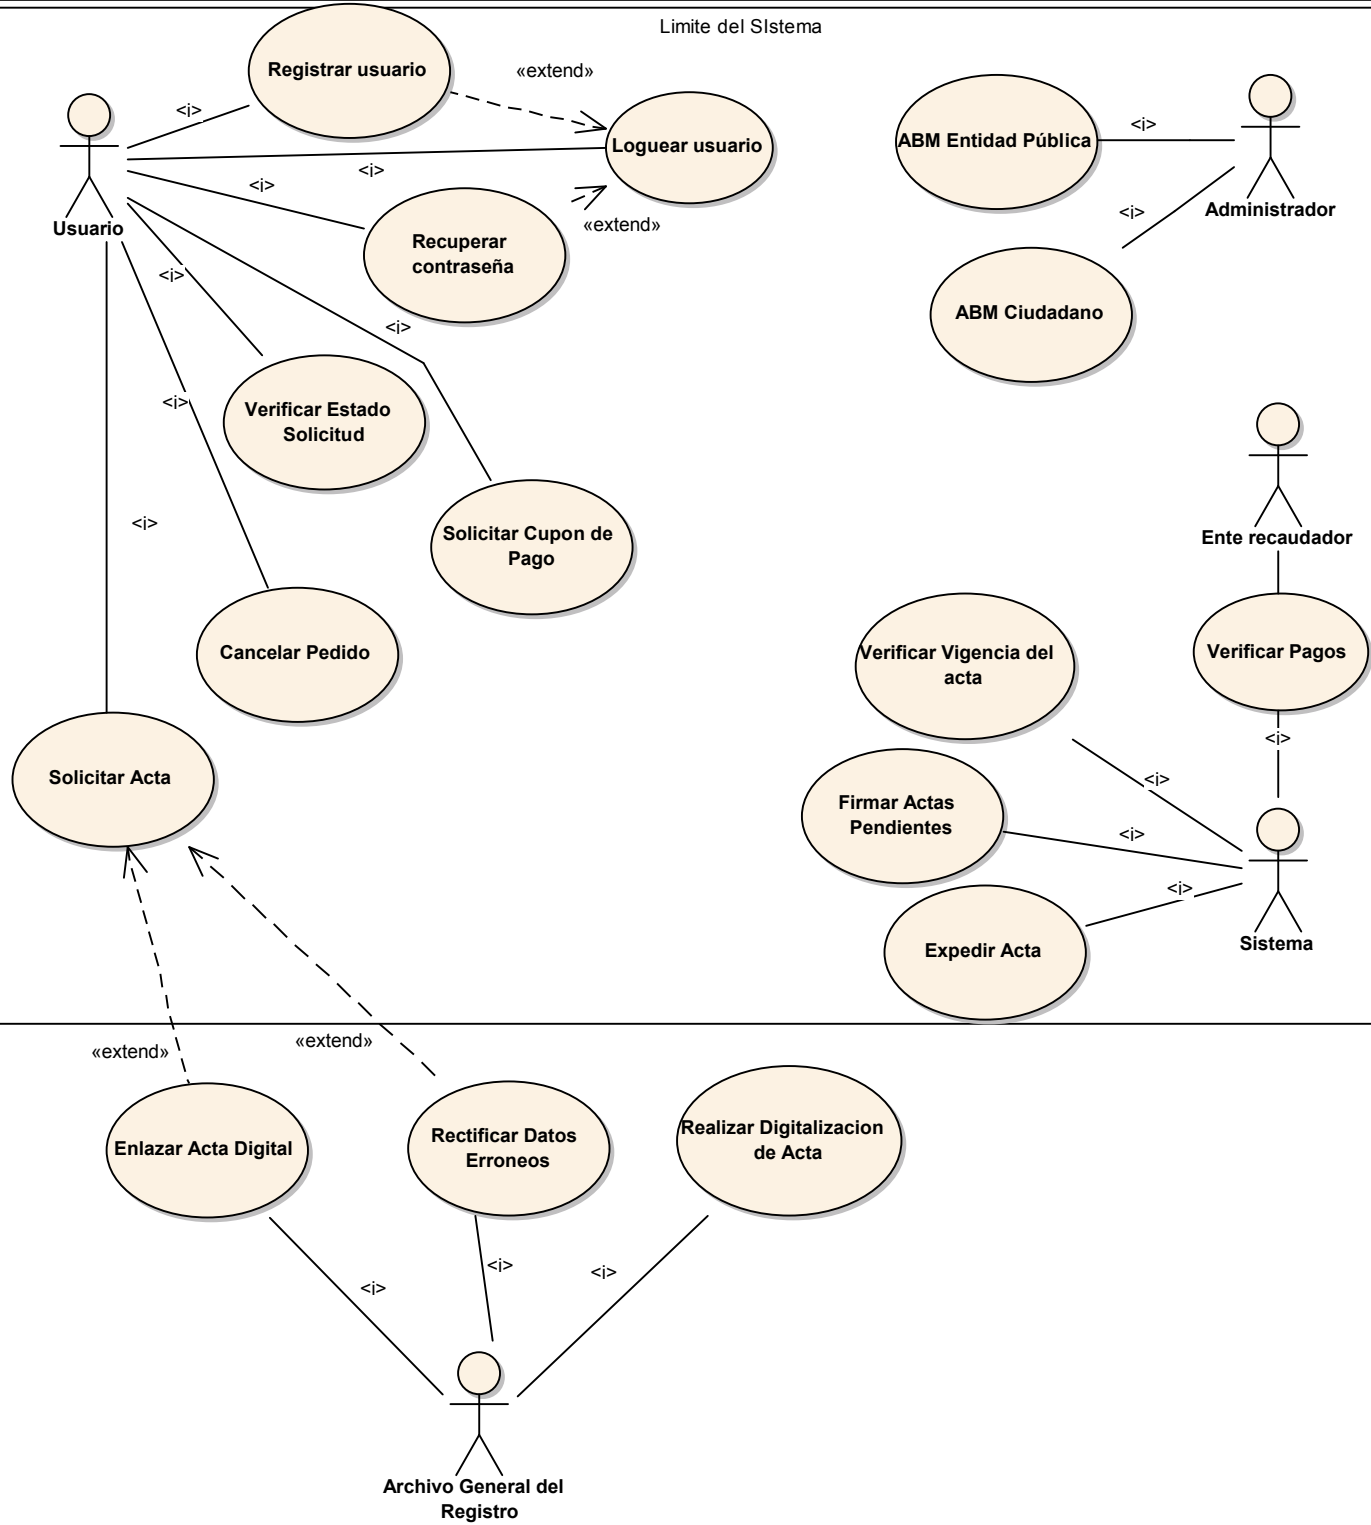 Limite del SIstema
Registrar usuario
«extend»
<i>
Loguear usuario
<i>
<i>
Usuario
Recuperar
contraseña
«extend»
ABM Entidad Pública
<i>
Administrador
<i>
ABM Ciudadano
<i>
<i>
Verificar Estado
Solicitud
<i>
<i>
Solicitar Cupon de
Pago
Cancelar Pedido
Solicitar Acta
Ente recaudador
Verificar Pagos
<i>
Verificar Vigencia del
acta
<i>
Firmar Actas
Pendientes
<i>
<i>
Expedir Acta
Sistema
«extend»
«extend»
Enlazar Acta Digital
Rectificar Datos
Erroneos
Realizar Digitalizacion
de Acta
<i>
<i>
<i>
Archivo General del
Registro